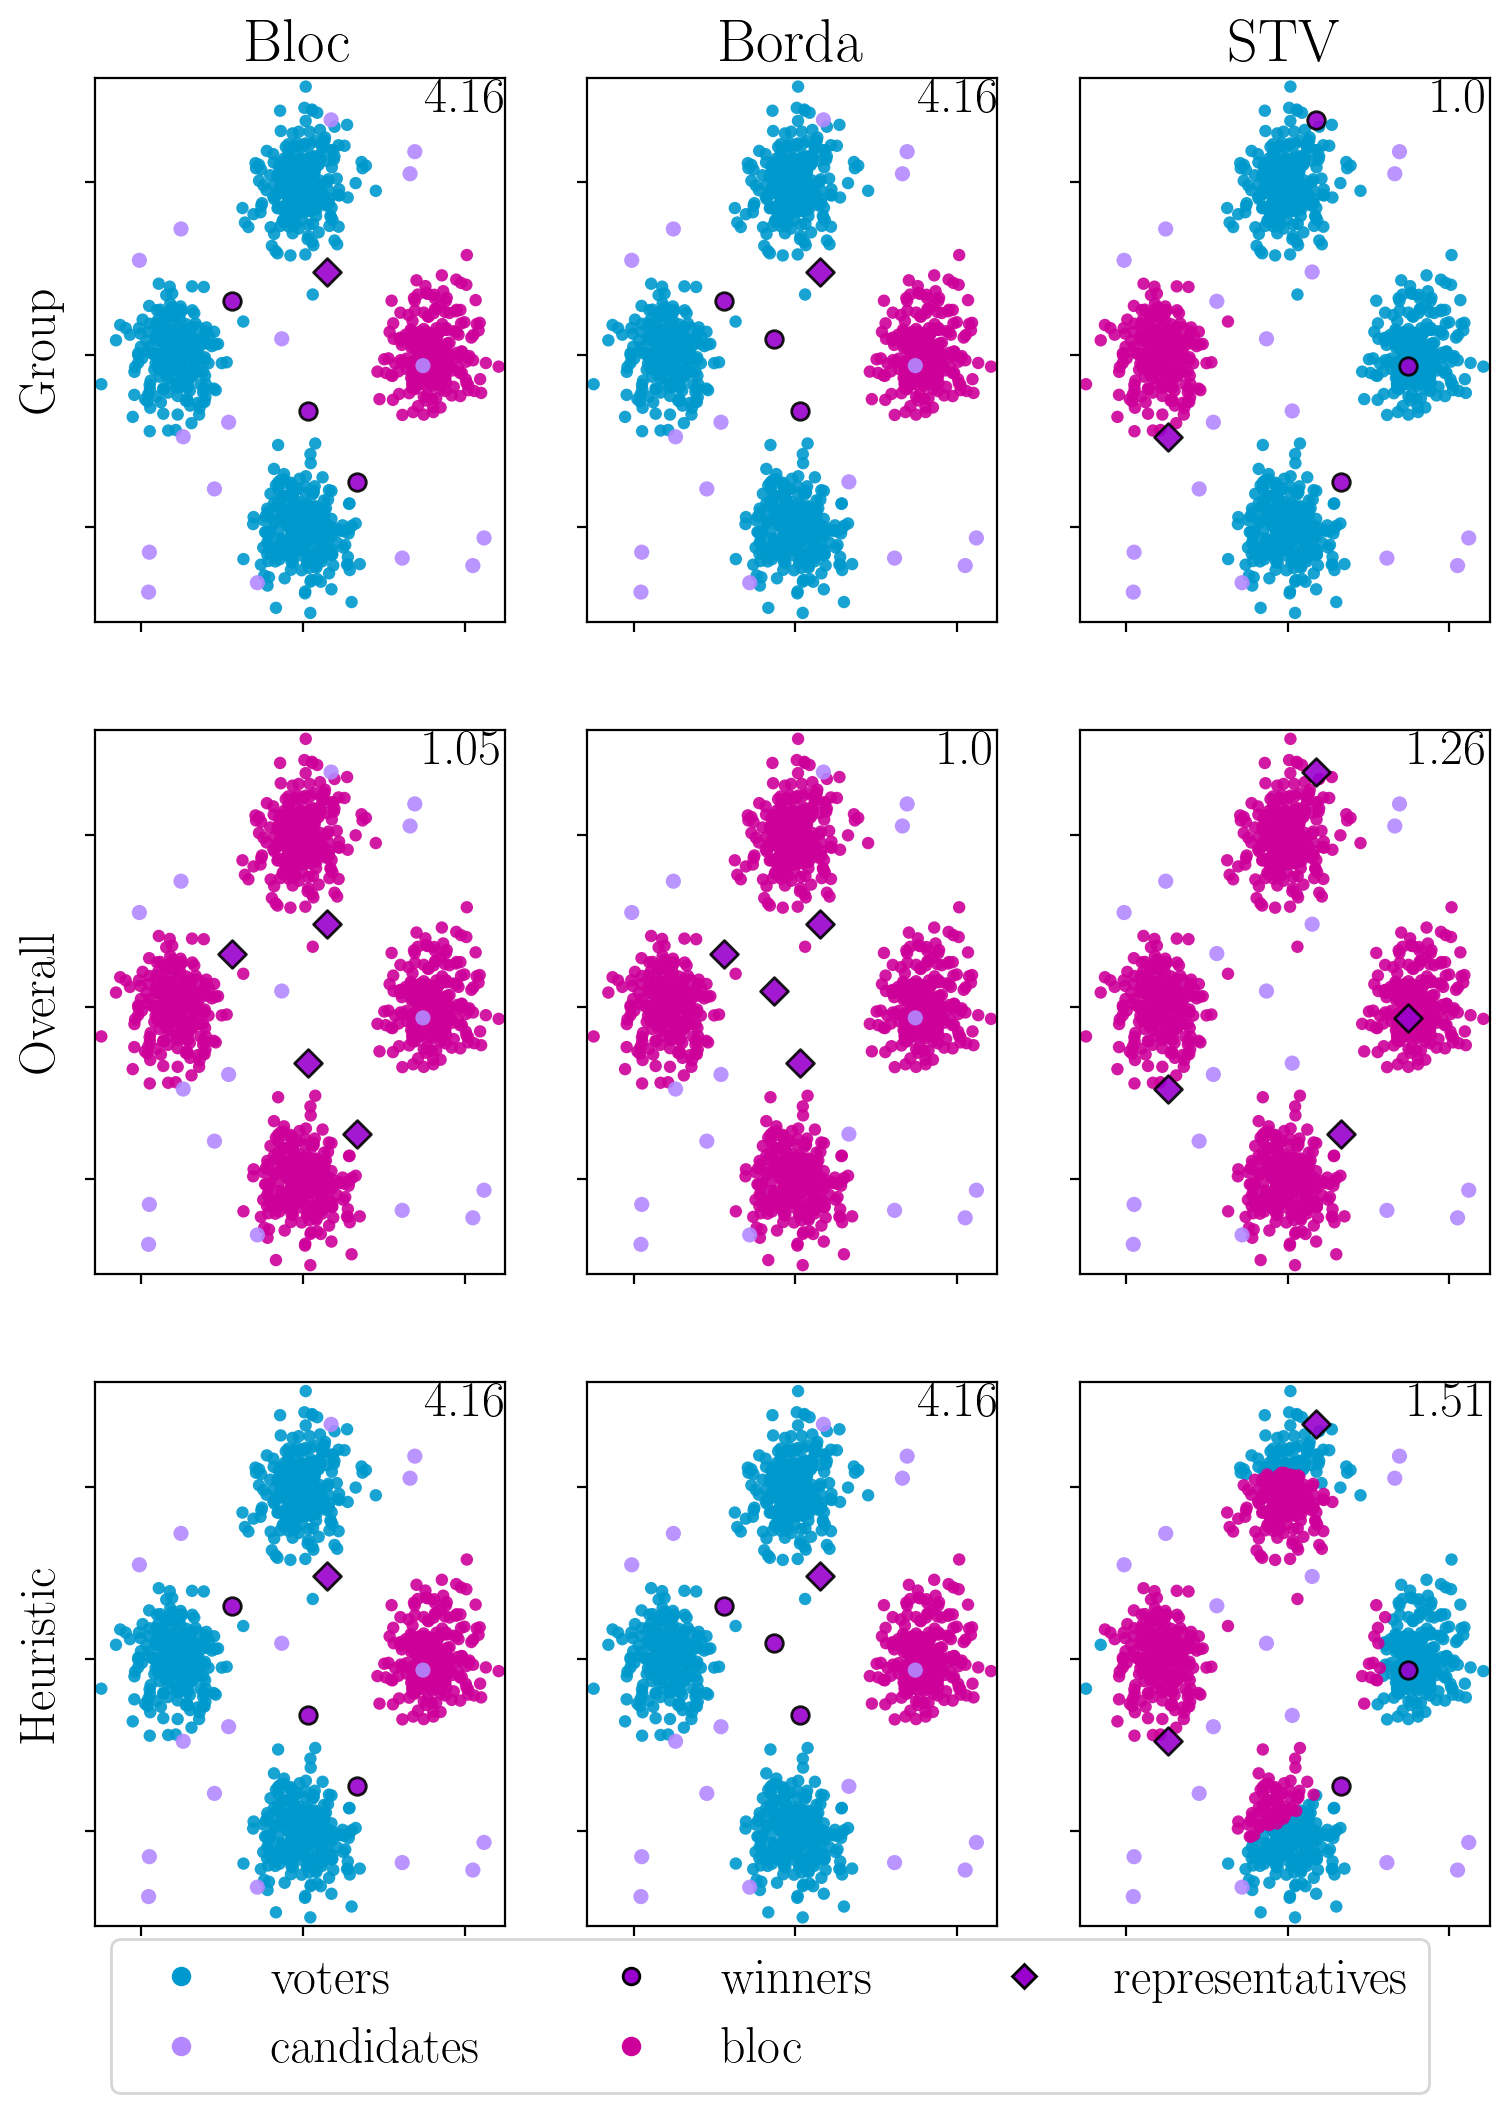 Bloc Borda STV
Group 4.16 4.16 1.0
Overall 1.05 1.0 1.26
Heuristic 4.16 4.16 1.51
voters winners representatives
candidates bloc